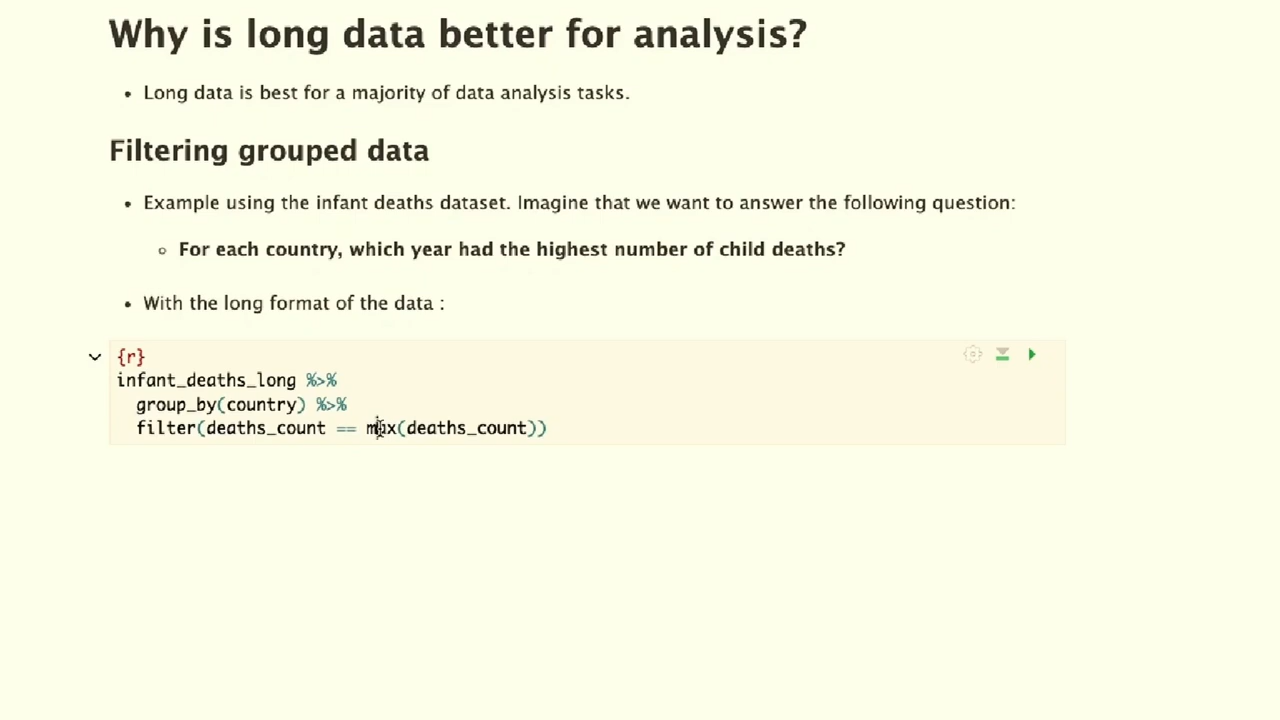 Why is long data better for analysis?
• Long data is best for a majority of data analysis tasks.
Filtering grouped data
• Example using the infant deaths dataset. Imagine that we want to answer the following question:
◦ For each country, which year had the highest number of child deaths?
• With the long format of the data :
{r}
infant_deaths_long %>%
group_by(country) %>%
filter(deaths_count == max(deaths_count))